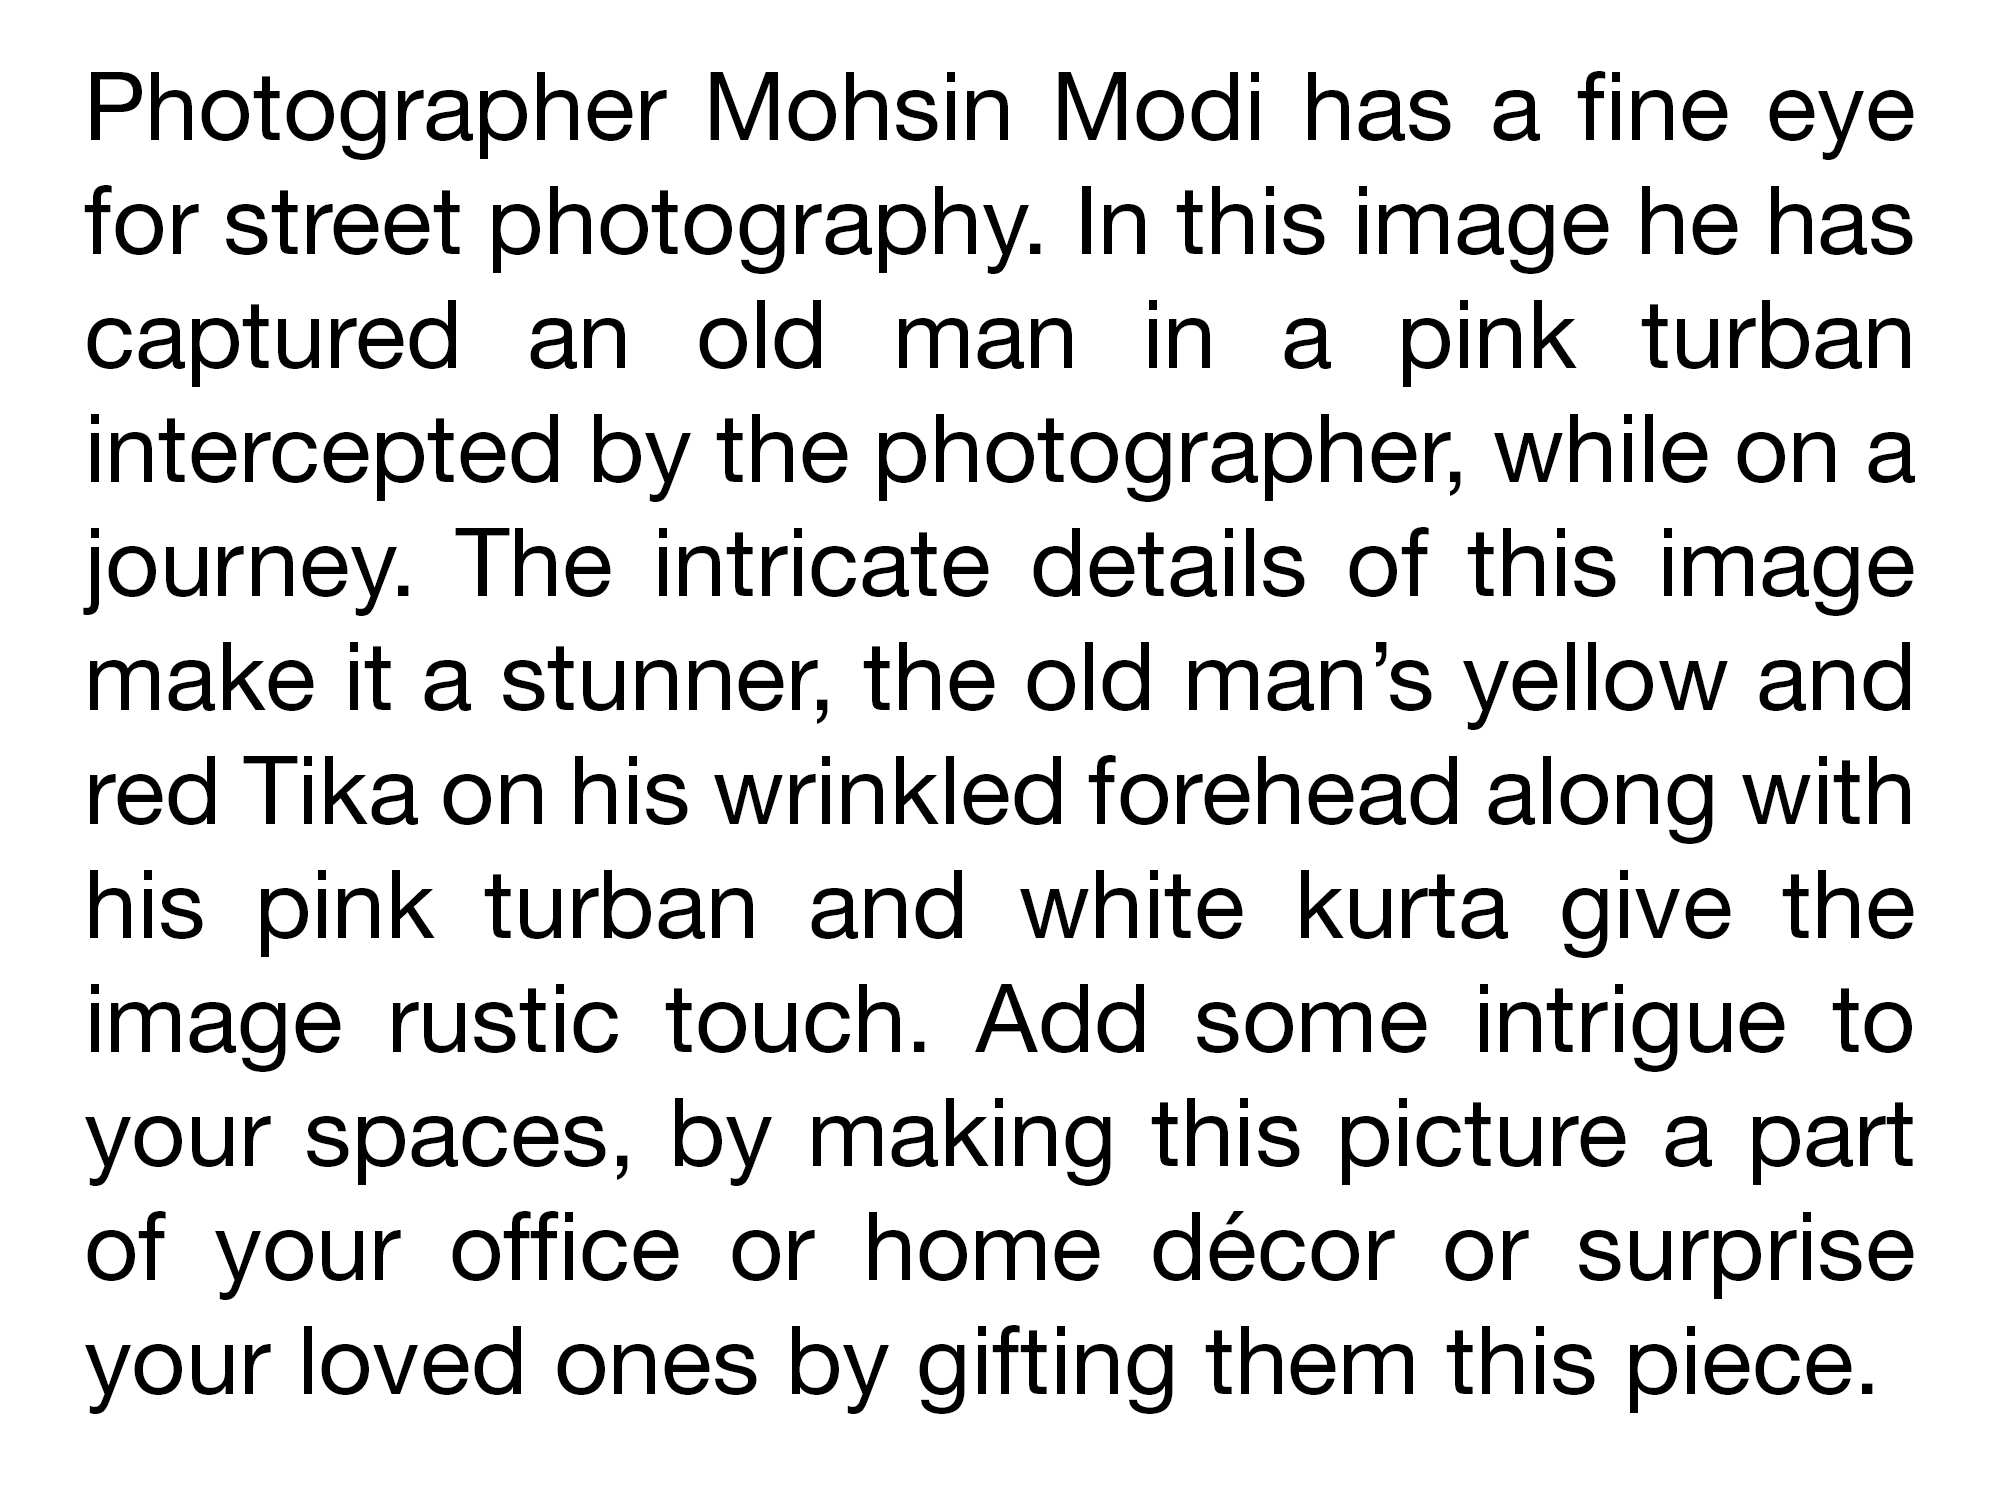 Photographer Mohsin Modi has a fine eye
for street photography. In this image he has
captured an old man in a pink turban
intercepted by the photographer, while on a
journey. The intricate details of this image
make it a stunner, the old man’s yellow and
red Tika on his wrinkled forehead along with
his pink turban and white kurta give the
image rustic touch. Add some intrigue to
your spaces, by making this picture a part
of your office or home décor or surprise
your loved ones by gifting them this piece.